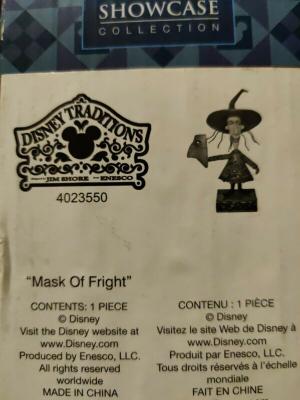 SHOWCASE
COLLECTION
DISNEY TRADITIONS
JIM SHORE
ENESCO
4023550
"Mask Of Fright"
CONTENTS: 1 PIECE
© Disney
Visit the Disney website at
www.Disney.com
Produced by Enesco, LLC.
All rights reserved
worldwide
MADE IN CHINA
CONTENU : 1 PIÈCE
© Disney
Visitez le site Web de Disney à
www.Disney.com
Produit par Enesco, LLC.
Tous droits réservés à l'échelle
mondiale
FAIT EN CHINE